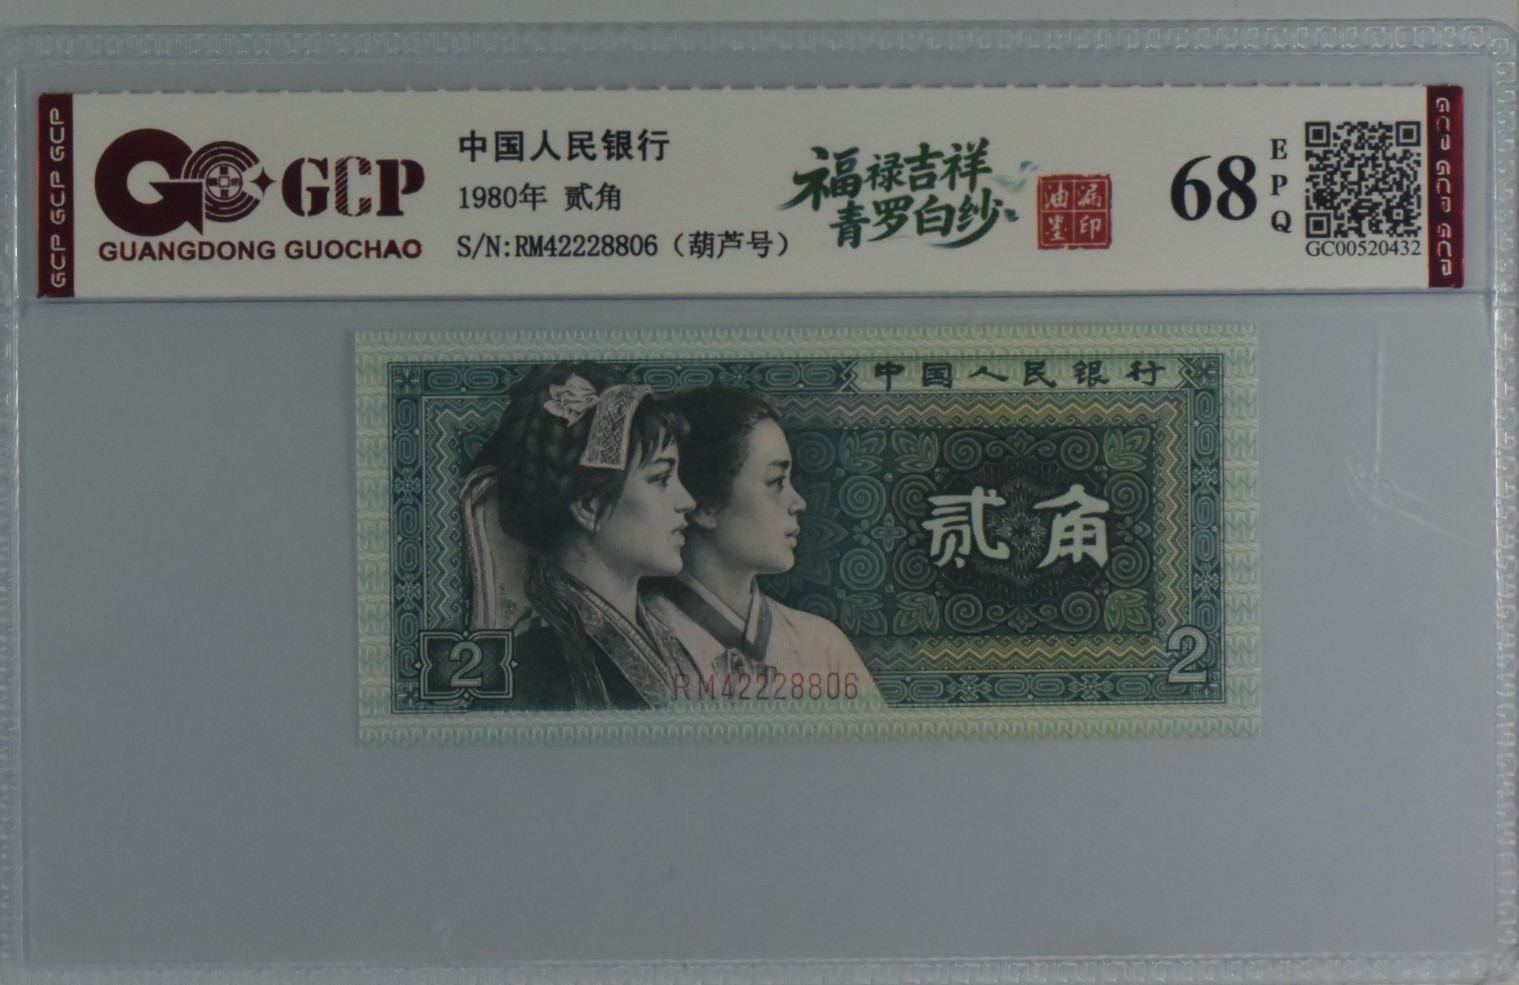 GCP GCP GCP
GCP
GUANGDONG GUOCHAO
中国人民银行
1980年 贰角
S/N:RM42228806（葫芦号）
福禄吉祥
青罗白纱
油漏
墨印
68
EPQ
GC00520432
GCP GCP GCP
中国人民银行
贰角
2
2
RM42228806